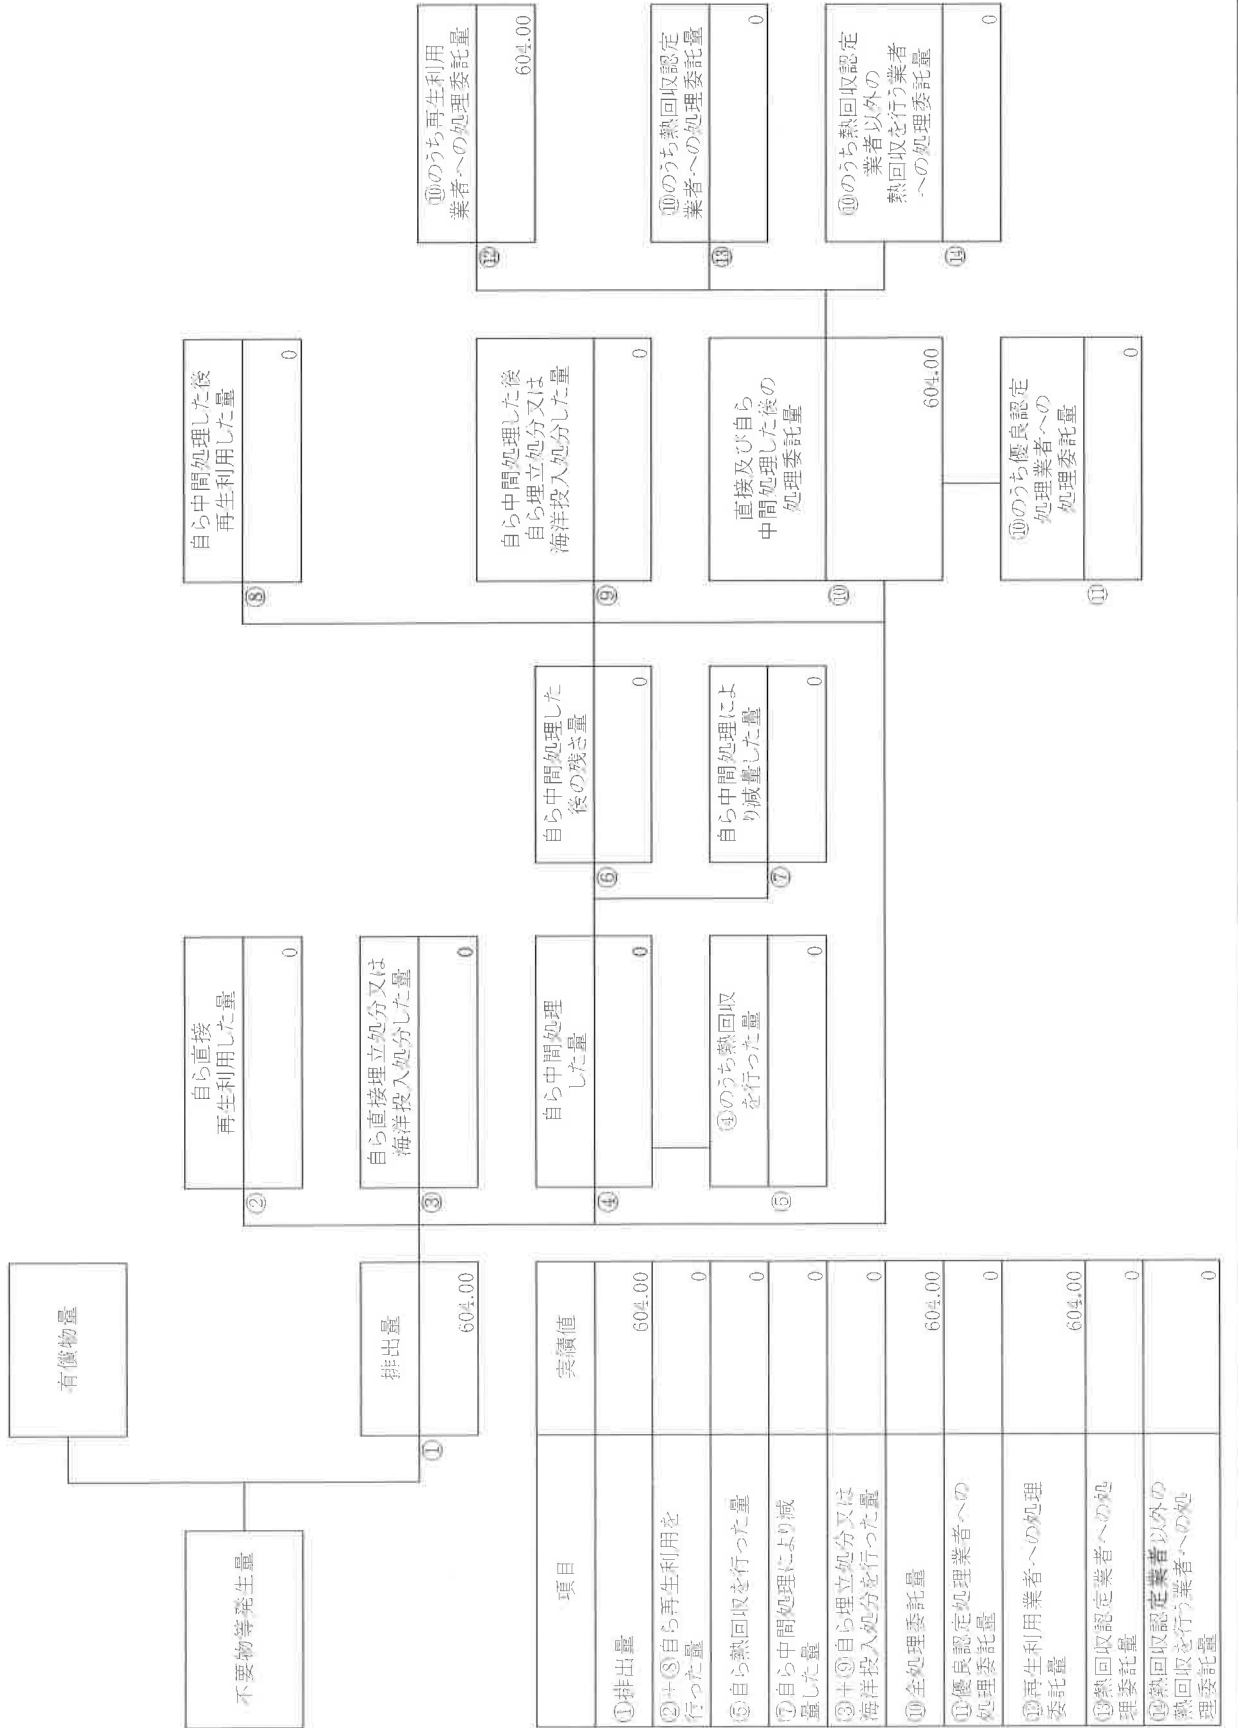 不要物等発生量
有償物量
①
排出量
604.00
②
自ら直接
再生利用した量
0
③
自ら直接埋立処分又は
海洋投入処分した量
0
④
自ら中間処理
した量
0
⑤
④のうち熱回収
を行った量
0
⑥
自ら中間処理した
後の残さ量
0
⑦
自ら中間処理によ
り減量した量
0
⑧
自ら中間処理した後
再生利用した量
0
⑨
自ら中間処理した後
自ら埋立処分又は
海洋投入処分した量
0
⑩
直接及び自ら
中間処理した後の
処理委託量
604.00
⑪
⑩のうち優良認定
処理業者への
処理委託量
0
⑫
⑩のうち再生利用
業者への処理委託量
604.00
⑬
⑩のうち熱回収認定
業者への処理委託量
0
⑭
⑩のうち熱回収認定
業者以外の
熱回収を行う業者
への処理委託量
0
項目
実績値
①排出量
604.00
②+⑧自ら再生利用を
行った量
0
⑤自ら熱回収を行った量
0
⑦自ら中間処理により減
量した量
0
③+⑨自ら埋立処分又は
海洋投入処分を行った量
0
⑩全処理委託量
604.00
⑪優良認定処理業者への
処理委託量
0
⑫再生利用業者への処理
委託量
604.00
⑬熱回収認定業者への処
理委託量
0
⑭熱回収認定業者以外の
熱回収を行う業者への処
理委託量
0